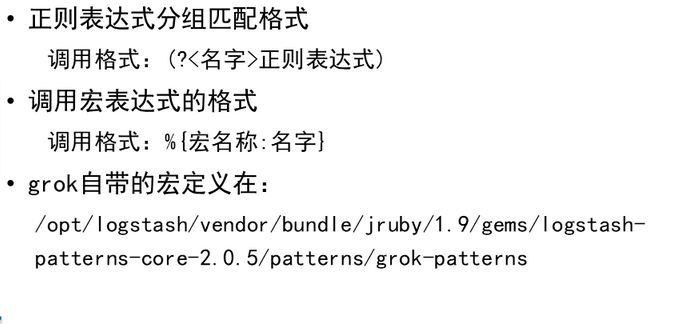 • 正则表达式分组匹配格式
调用格式：(?<名字>正则表达式)
• 调用宏表达式的格式
调用格式：%{宏名称:名字}
• grok自带的宏定义在：
/opt/logstash/vendor/bundle/jruby/1.9/gems/logstash-
patterns-core-2.0.5/patterns/grok-patterns